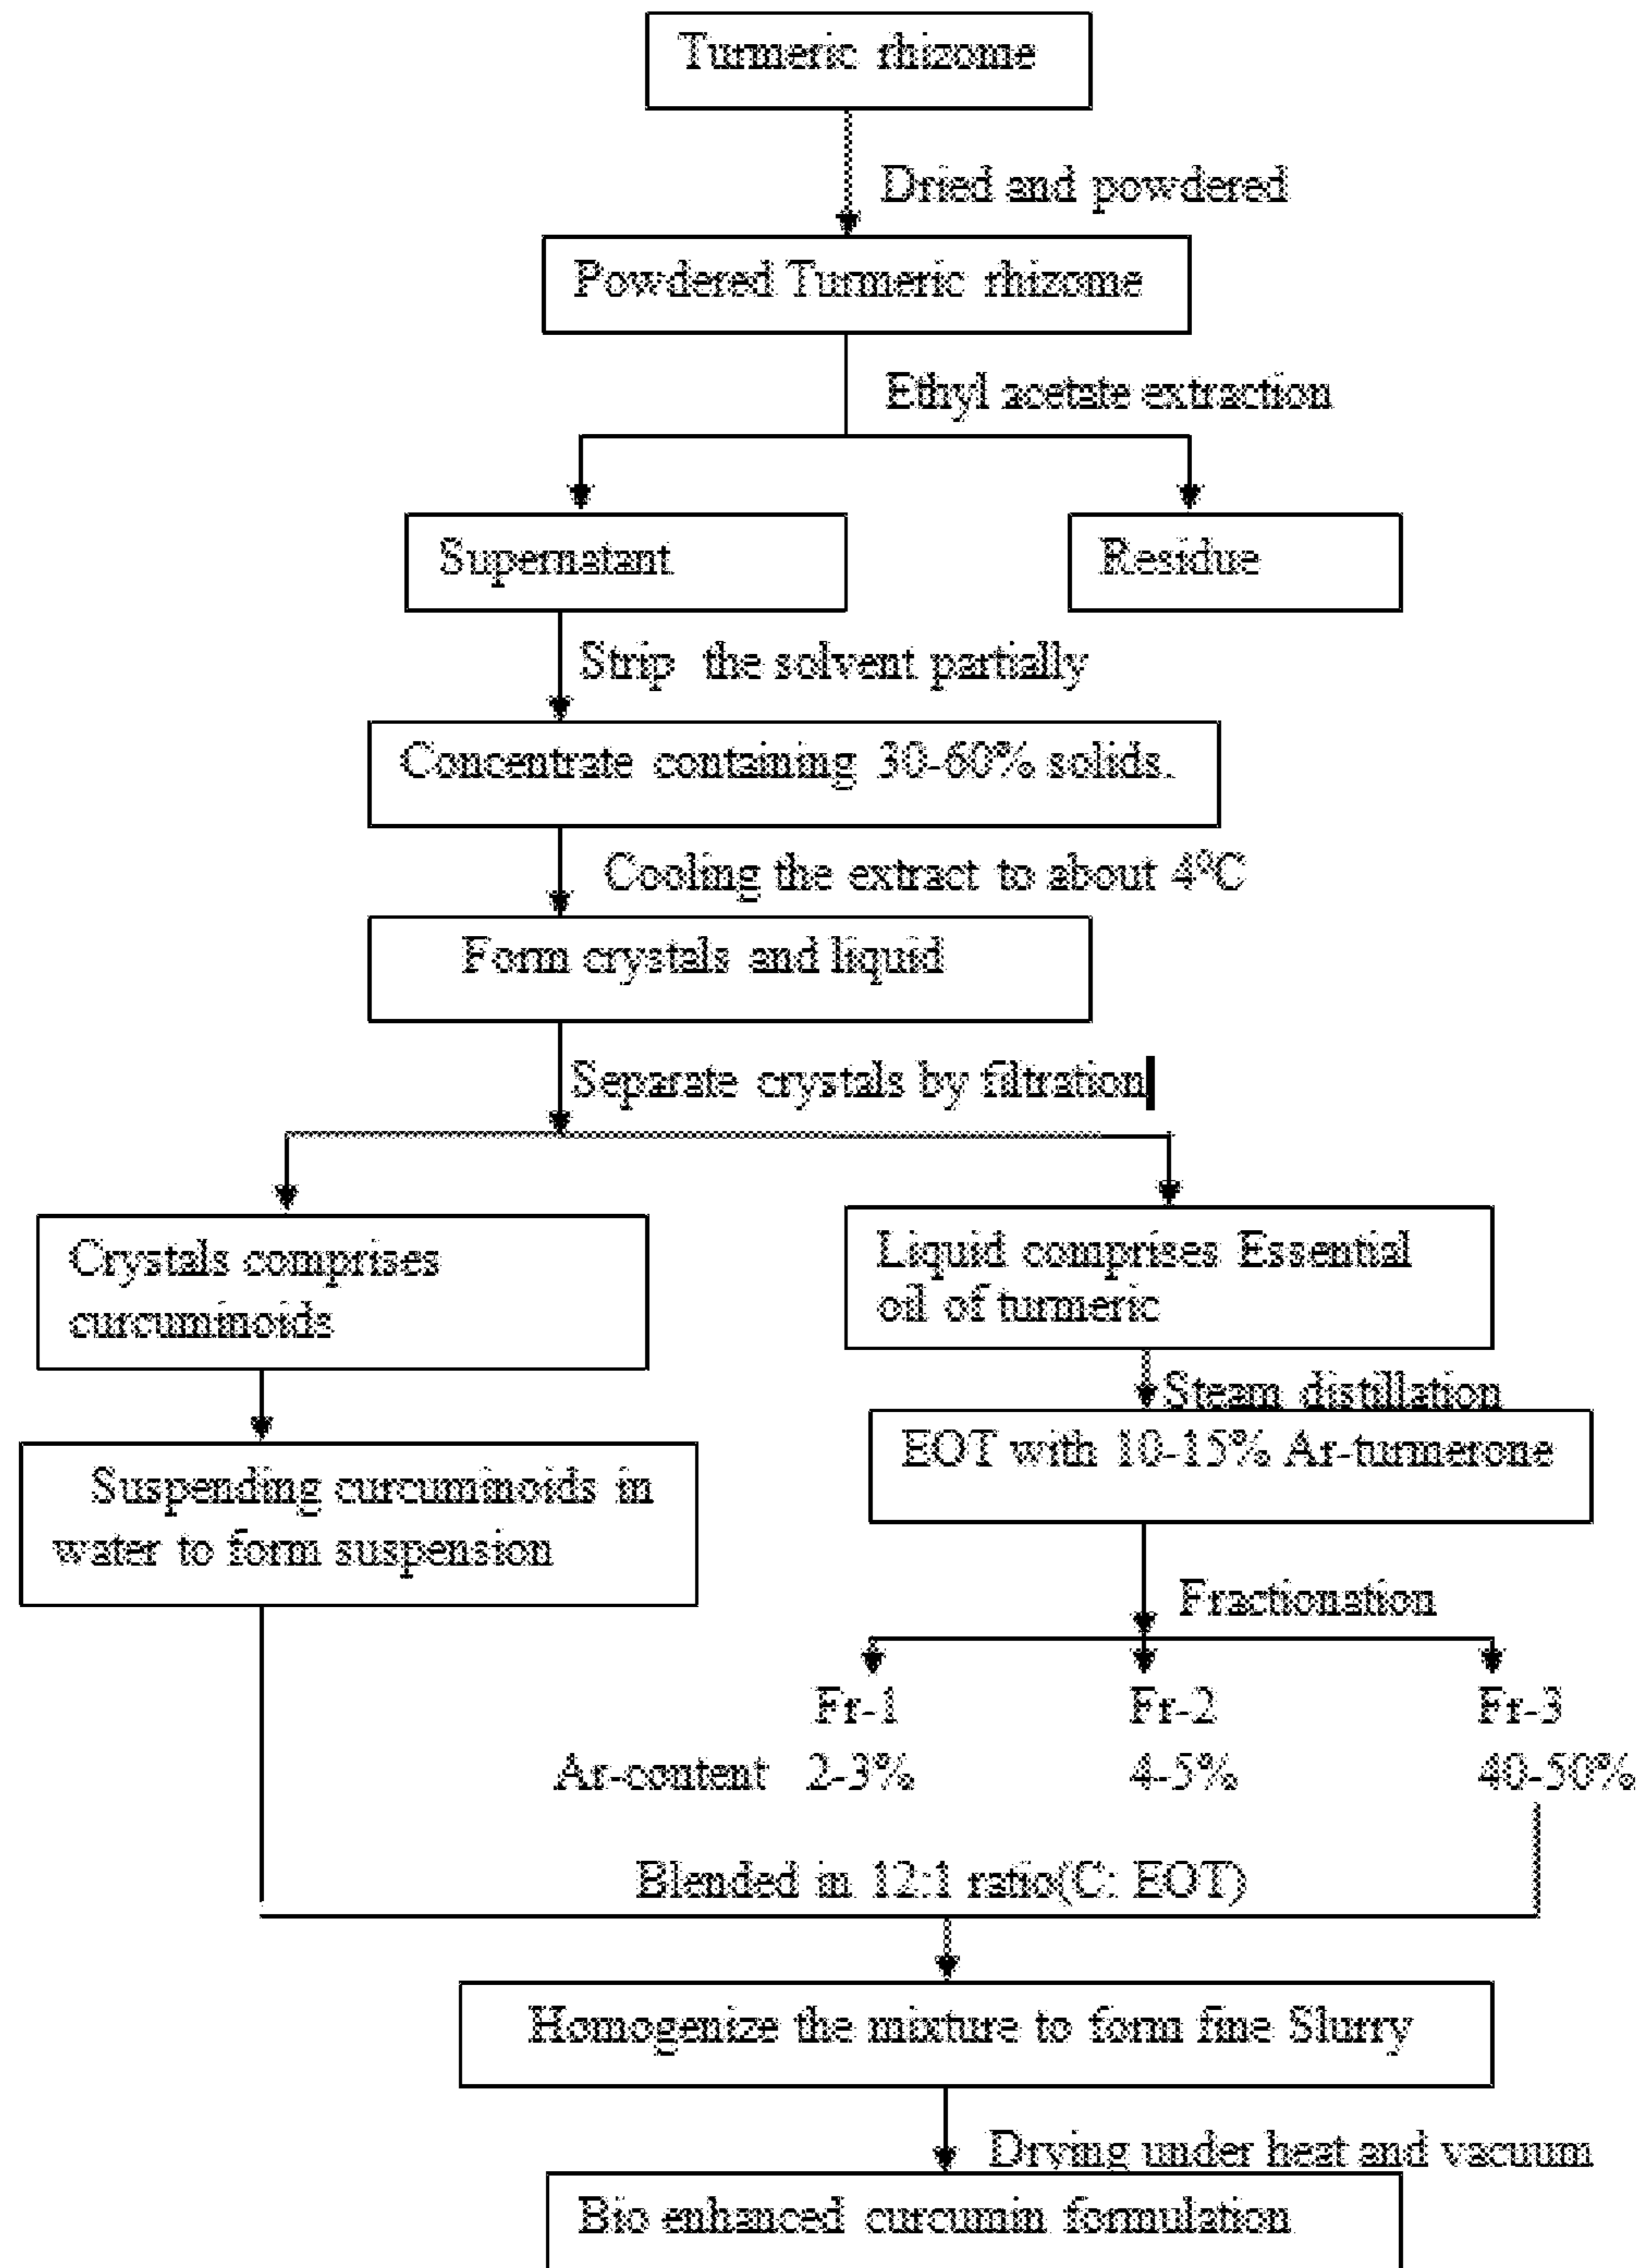 Turmeric rhizome
Dried and powdered
Powdered Turmeric rhizome
Ethyl acetate extraction
Supernatant
Residue
Strip the solvent partially
Concentrate containing 30-60% solids.
Cooling the extract to about 4⁰C
Form crystals and liquid
Separate crystals by filtration
Crystals comprises
curcuminoids
Liquid comprises Essential
oil of turmeric
Steam distillation
EOT with 10-15% Ar-turmerone
Suspending curcuminoids in
water to form suspension
Fractionation
Fr-1 Fr-2 Fr-3
Ar-content 2-3% 4-5% 40-50%
Blended in 12:1 ratio(C: EOT)
Homogenize the mixture to form fine Slurry
Drying under heat and vacuum
Bio enhanced curcumin formulation